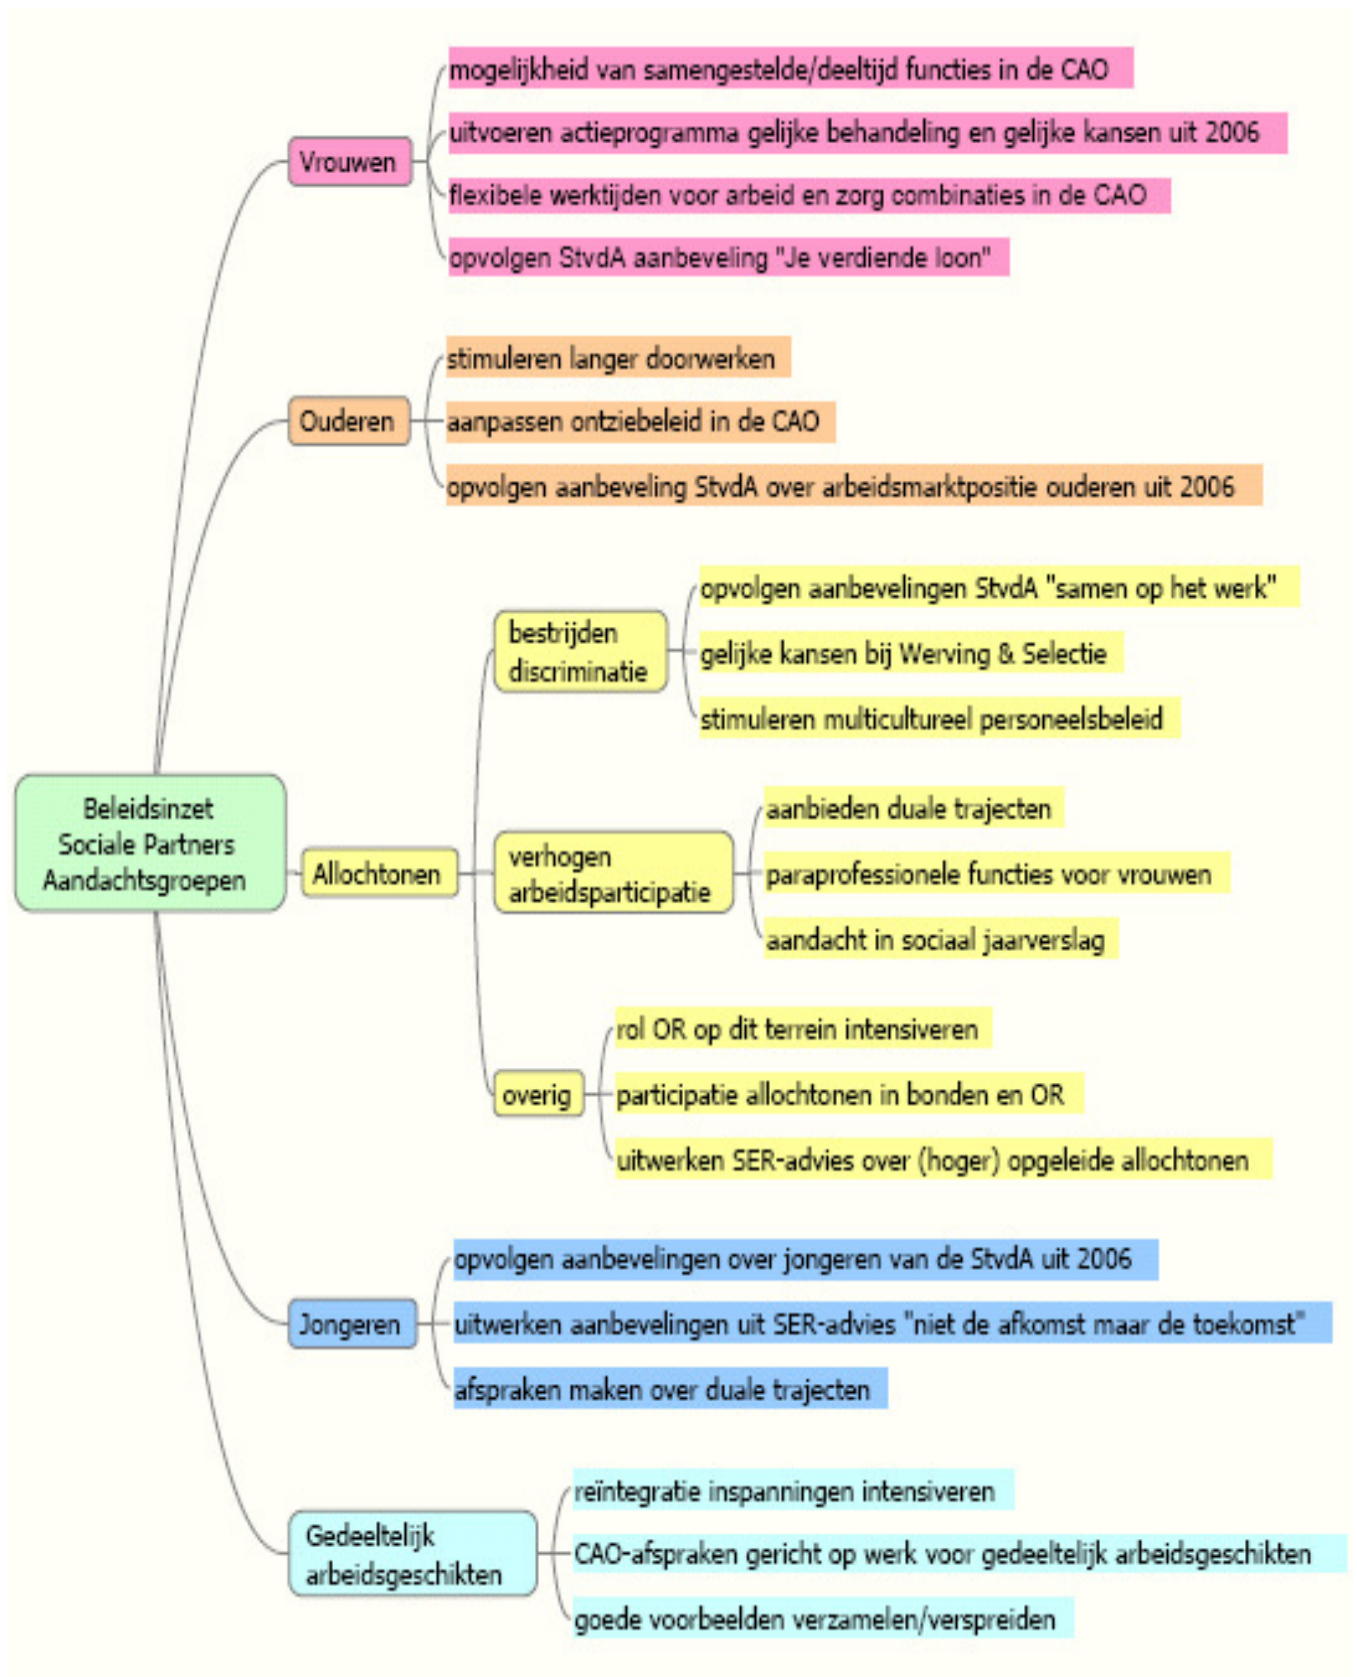 mogelijkheid van samengestelde/deeltijd functies in de CAO
uitvoeren actieprogramma gelijke behandeling en gelijke kansen uit 2006
Vrouwen
flexibele werktijden voor arbeid en zorg combinaties in de CAO
opvolgen StvdA aanbeveling "Je verdiende loon"
stimuleren langer doorwerken
Ouderen
aanpassen ontziebeleid in de CAO
opvolgen aanbeveling StvdA over arbeidsmarktpositie ouderen uit 2006
opvolgen aanbevelingen StvdA "samen op het werk"
bestrijden
discriminatie
gelijke kansen bij Werving & Selectie
stimuleren multicultureel personeelsbeleid
Beleidsinzet
Sociale Partners
Aandachtsgroepen
Allochtonen
aanbieden duale trajecten
verhogen
arbeidsparticipatie
paraprofessionele functies voor vrouwen
aandacht in sociaal jaarverslag
rol OR op dit terrein intensiveren
overig
participatie allochtonen in bonden en OR
uitwerken SER-advies over (hoger) opgeleide allochtonen
opvolgen aanbevelingen over jongeren van de StvdA uit 2006
Jongeren
uitwerken aanbevelingen uit SER-advies "niet de afkomst maar de toekomst"
afspraken maken over duale trajecten
reïntegratie inspanningen intensiveren
Gedeeltelijk
arbeidsgeschikten
CAO-afspraken gericht op werk voor gedeeltelijk arbeidsgeschikten
goede voorbeelden verzamelen/verspreiden